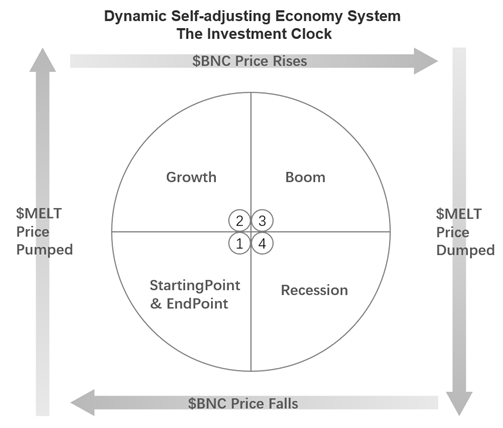 Dynamic Self-adjusting Economy System
The Investment Clock
$BNC Price Rises
Growth
Boom
$MELT
Price
Pumped
2
3
1
4
$MELT
Price
Dumped
StartingPoint
& EndPoint
Recession
$BNC Price Falls